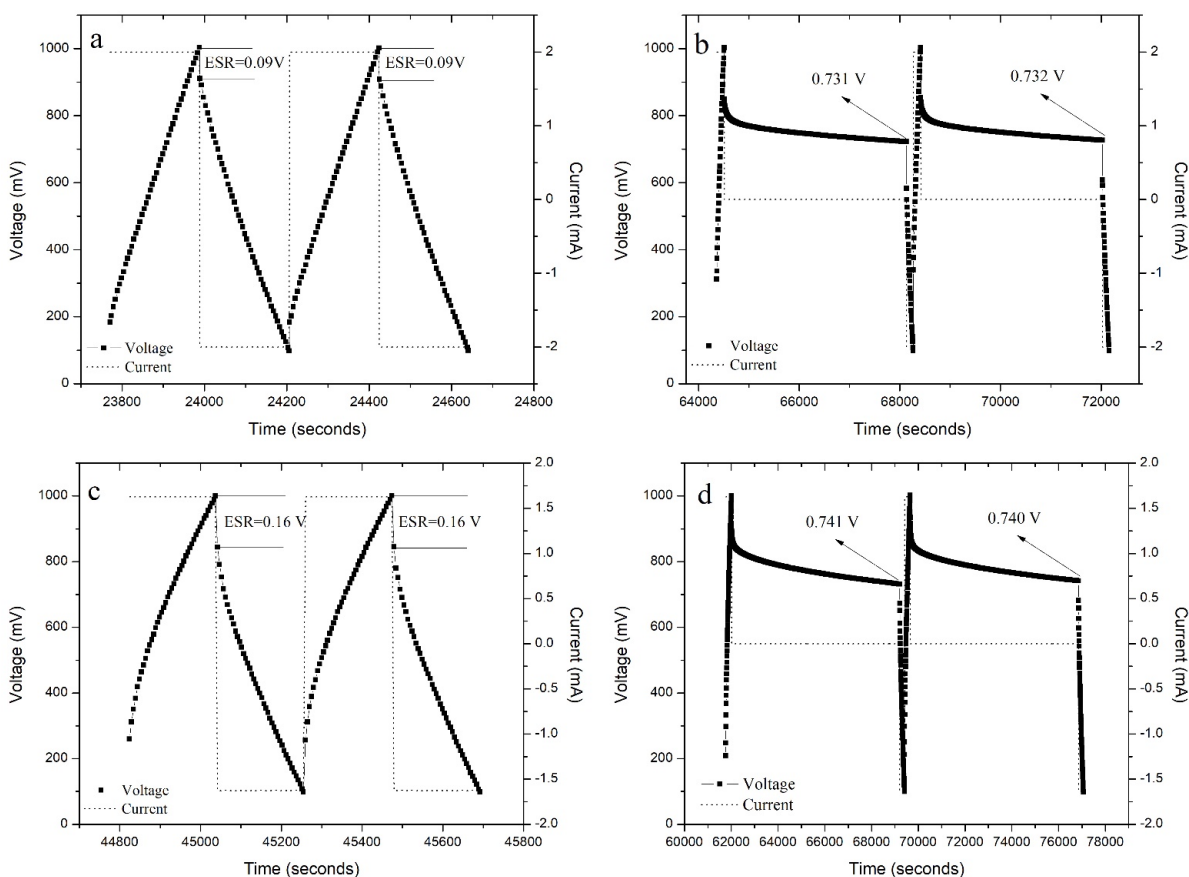 a
ESR=0.09V
ESR=0.09V
Voltage
Current
Voltage (mV)
1000
800
600
400
200
0
23800
24000
24200
24400
24600
24800
Time (seconds)
2
1
0
-1
-2
Current (mA)
b
0.731 V
0.732 V
Voltage
Current
Voltage (mV)
1000
800
600
400
200
0
64000
66000
68000
70000
72000
Time (seconds)
2
1
0
-1
-2
Current (mA)
c
ESR=0.16 V
ESR=0.16 V
Voltage
Current
Voltage (mV)
1000
800
600
400
200
0
44800
45000
45200
45400
45600
45800
Time (seconds)
2.0
1.5
1.0
0.5
0.0
-0.5
-1.0
-1.5
-2.0
Current (mA)
d
0.741 V
0.740 V
Voltage
Current
Voltage (mV)
1000
800
600
400
200
0
60000
62000
64000
66000
68000
70000
72000
74000
76000
78000
Time (seconds)
2.0
1.5
1.0
0.5
0.0
-0.5
-1.0
-1.5
-2.0
Current (mA)